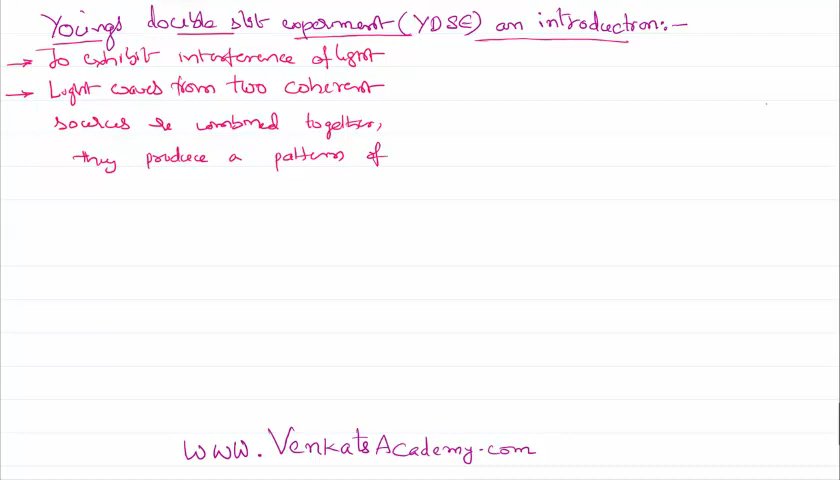 Youngs double slit experiment (YDSE) an introduction:-
→ To exhibit interference of light
→ Light waves from two coherent
sources are combined together,
they produce a patterns of
www.VenkatsAcademy.com